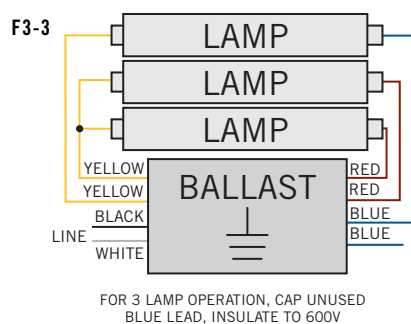 F3-3
LAMP
LAMP
LAMP
YELLOW
RED
YELLOW
BALLAST
RED
BLACK
BLUE
LINE
BLUE
WHITE
FOR 3 LAMP OPERATION, CAP UNUSED
BLUE LEAD, INSULATE TO 600V